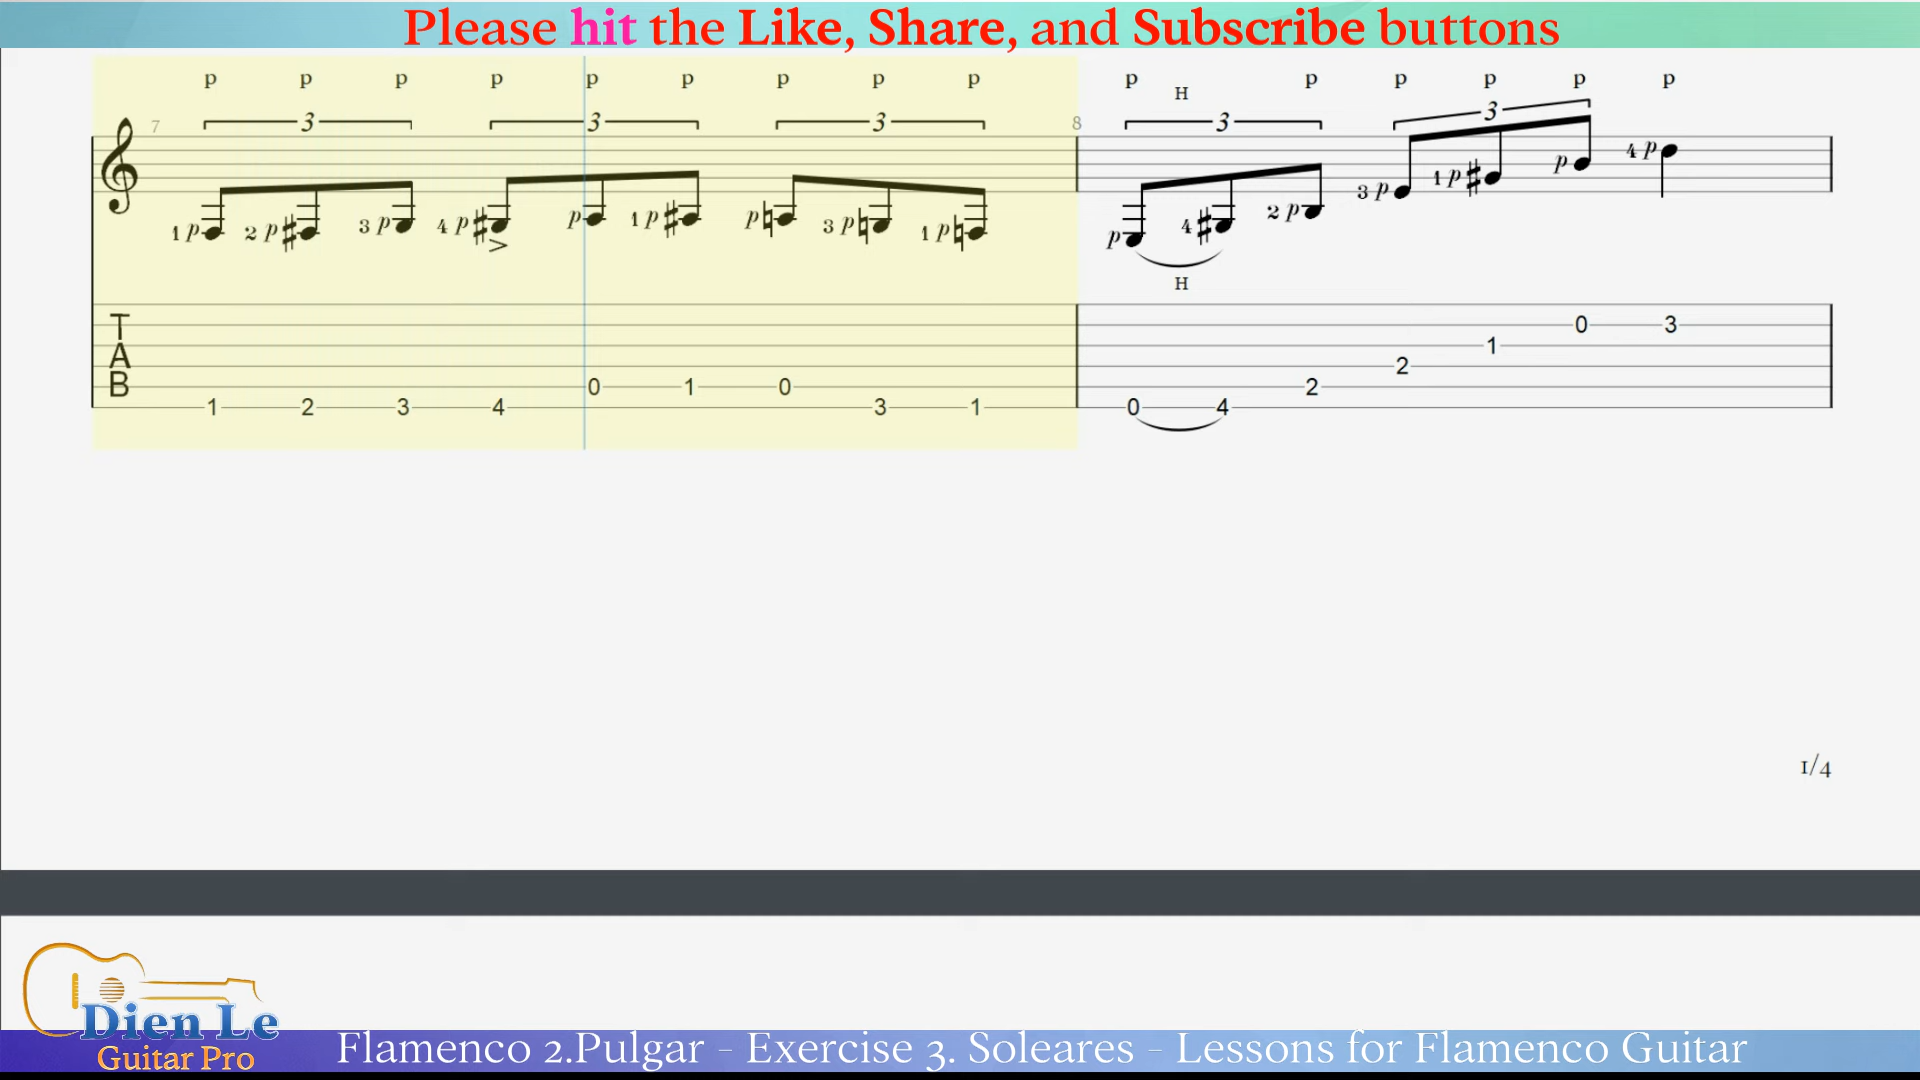 Please hit the Like, Share, and Subscribe buttons
p p p p p p p p p p H p p p p p
7 3 3 3 8 3 3
1 p 2 p 3 p 4 p p 1 p p 3 p 1 p p 4 2 p 3 p 1 p p 4 p
H
T
A
B
0 3
1
2
0 1 0 2
1 2 3 4 3 1 0 4
1/4
Dien Le
Guitar Pro
Flamenco 2.Pulgar - Exercise 3. Soleares - Lessons for Flamenco Guitar